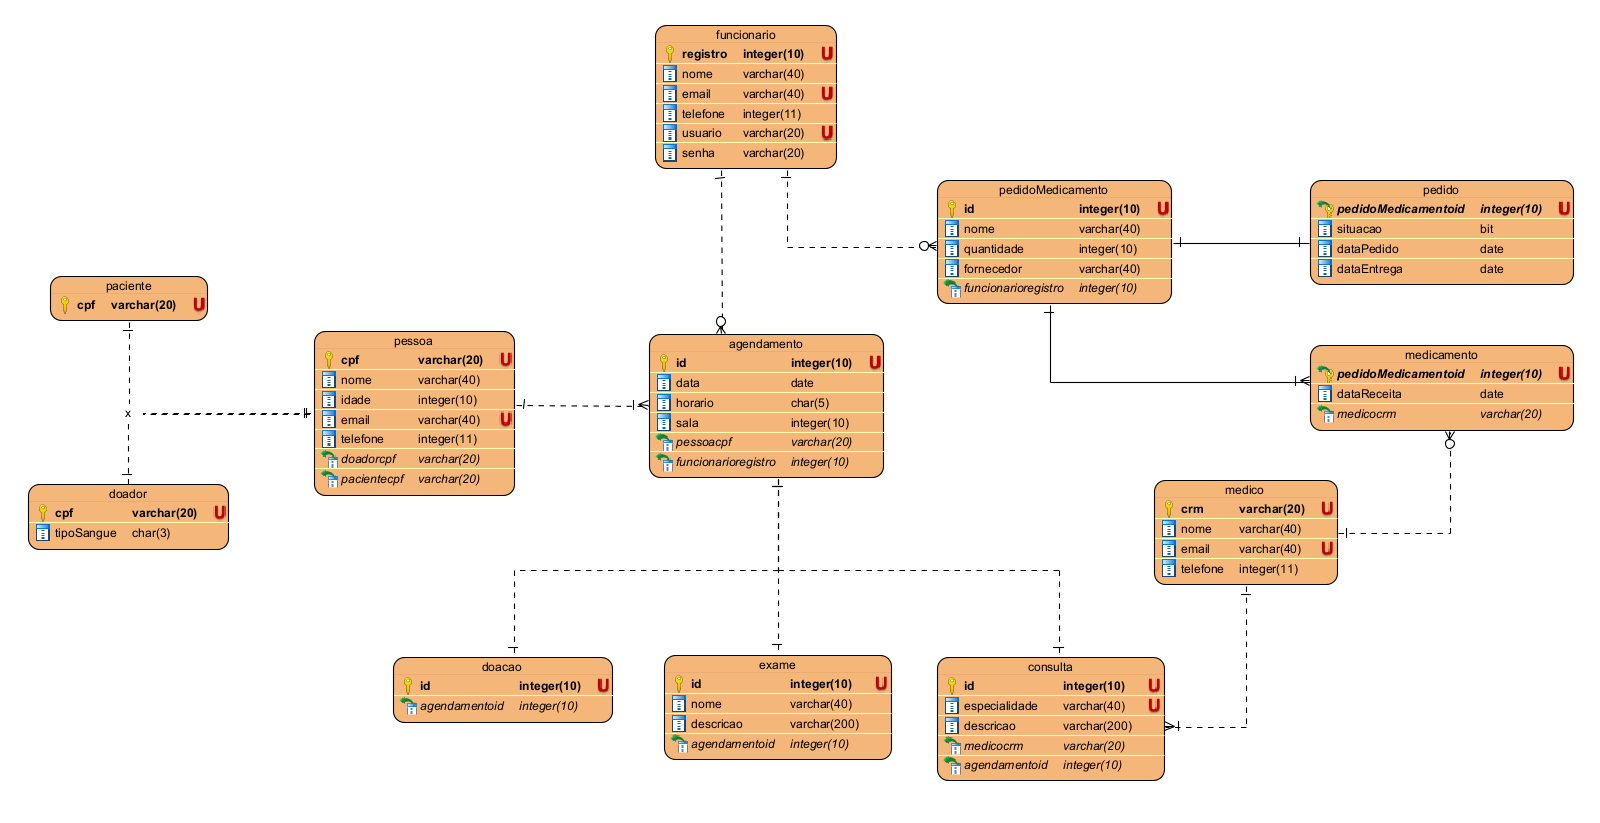 funcionario
registro integer(10) U
nome varchar(40)
email varchar(40) U
telefone integer(11)
usuario varchar(20) U
senha varchar(20)
pedidoMedicamento
id integer(10) U
nome varchar(40)
quantidade integer(10)
fornecedor varchar(40)
funcionarioregistro integer(10)
pedido
pedidoMedicamentoid integer(10) U
situacao bit
dataPedido date
dataEntrega date
paciente
cpf varchar(20) U
pessoa
cpf varchar(20) U
nome varchar(40)
idade integer(10)
email varchar(40) U
telefone integer(11)
doadorcpf varchar(20)
pacientecpf varchar(20)
agendamento
id integer(10) U
data date
horario char(5)
sala integer(10)
pessoacpf varchar(20)
funcionarioregistro integer(10)
medicamento
pedidoMedicamentoid integer(10) U
dataReceita date
medicocrm varchar(20)
x
doador
cpf varchar(20) U
tipoSangue char(3)
medico
crm varchar(20) U
nome varchar(40)
email varchar(40) U
telefone integer(11)
doacao
id integer(10) U
agendamentoid integer(10)
exame
id integer(10) U
nome varchar(40)
descricao varchar(200)
agendamentoid integer(10)
consulta
id integer(10) U
especialidade varchar(40) U
descricao varchar(200)
medicocrm varchar(20)
agendamentoid integer(10)